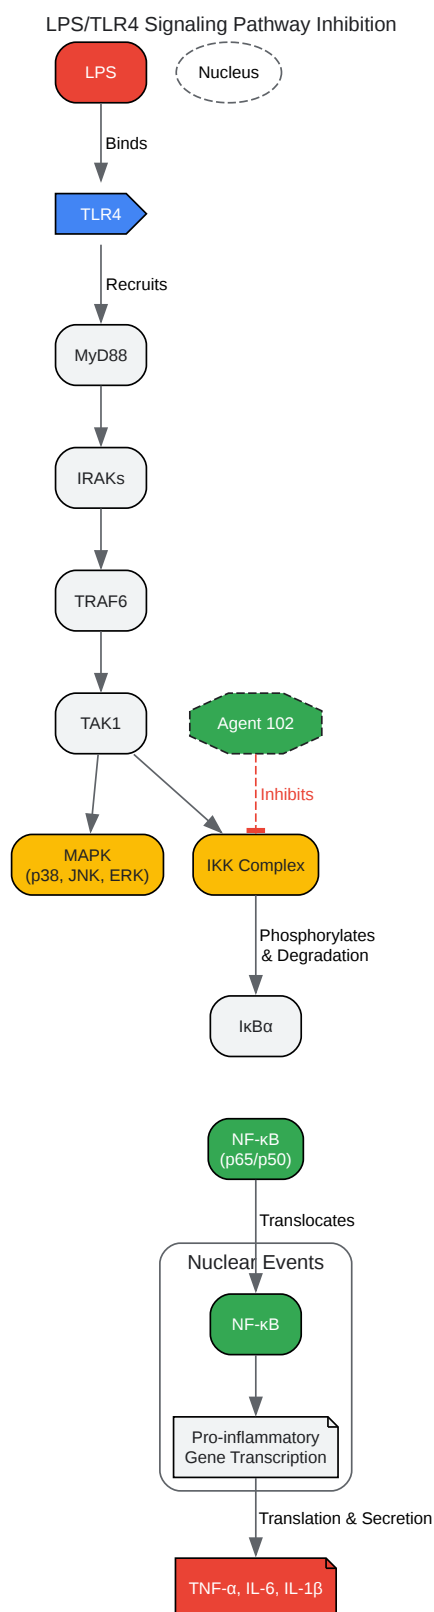 LPS/TLR4 Signaling Pathway Inhibition
LPS
Nucleus
Binds
TLR4
Recruits
MyD88
IRAKs
TRAF6
TAK1
Agent 102
Inhibits
MAPK
(p38, JNK, ERK)
IKK Complex
Phosphorylates
& Degradation
IκBα
NF-κB
(p65/p50)
Translocates
Nuclear Events
NF-κB
Pro-inflammatory
Gene Transcription
Translation & Secretion
TNF-α, IL-6, IL-1β